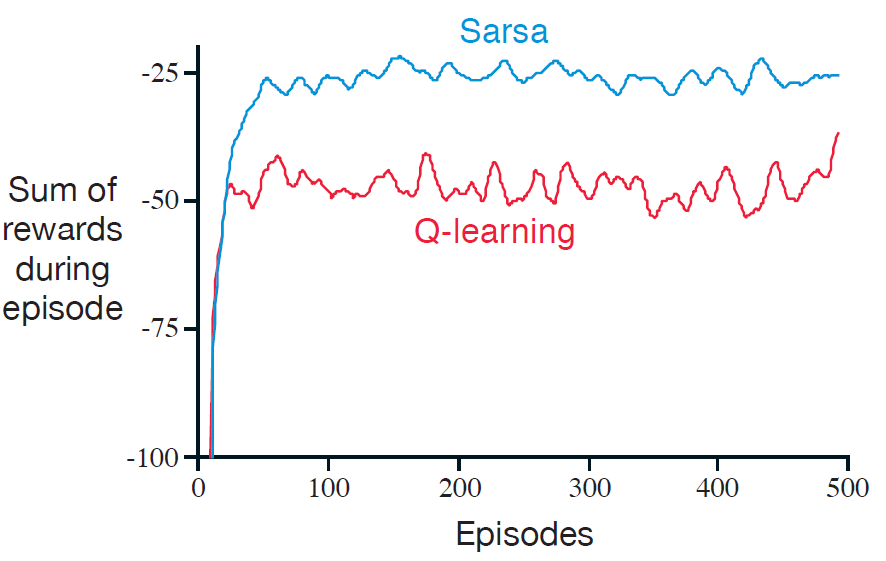 Sarsa
-25
-50
Sum of
rewards
during
episode
Q-learning
-75
-100
0 100 200 300 400 500
Episodes